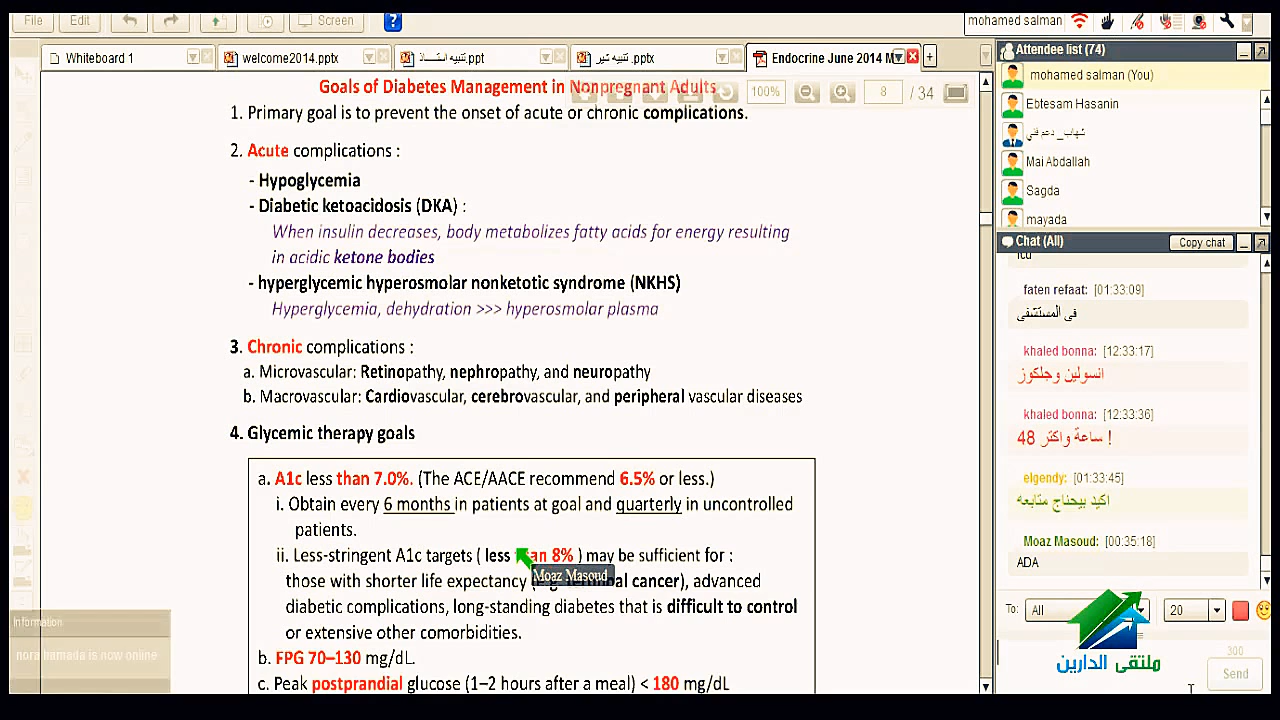 File
Edit
Screen
?
mohamed salman
Whiteboard 1
welcome2014.pptx
تنبيه استـــاذ.ppt
تنبيه تير.pptx
Endocrine June 2014 M
Attendee list (74)
mohamed salman (You)
Ebtesam Hasanin
شهاب_ دعم فني
Mai Abdallah
Sagda
mayada
100%
8
/ 34
Goals of Diabetes Management in Nonpregnant Adults
1. Primary goal is to prevent the onset of acute or chronic complications.
2. Acute complications :
- Hypoglycemia
- Diabetic ketoacidosis (DKA) :
When insulin decreases, body metabolizes fatty acids for energy resulting
in acidic ketone bodies
- hyperglycemic hyperosmolar nonketotic syndrome (NKHS)
Hyperglycemia, dehydration >>> hyperosmolar plasma
3. Chronic complications :
a. Microvascular: Retinopathy, nephropathy, and neuropathy
b. Macrovascular: Cardiovascular, cerebrovascular, and peripheral vascular diseases
4. Glycemic therapy goals
a. A1c less than 7.0%. (The ACE/AACE recommend 6.5% or less.)
i. Obtain every 6 months in patients at goal and quarterly in uncontrolled
patients.
ii. Less-stringent A1c targets ( less than 8% ) may be sufficient for :
Moaz Masoud
those with shorter life expectancy cancer), advanced
diabetic complications, long-standing diabetes that is difficult to control
or extensive other comorbidities.
b. FPG 70–130 mg/dL.
c. Peak postprandial glucose (1–2 hours after a meal) < 180 mg/dL
Chat (All)
Copy chat
faten refaat: [01:33:09]
فى المستشفى
khaled bonna: [12:33:17]
انسولين وجلكوز
khaled bonna: [12:33:36]
48 ساعة واكتر !
elgendy: [01:33:45]
اكيد بيحتاج متابعه
Moaz Masoud: [00:35:18]
ADA
To:
All
20
300
Send
ملتقى الدارين
Information
nora hamada is now online